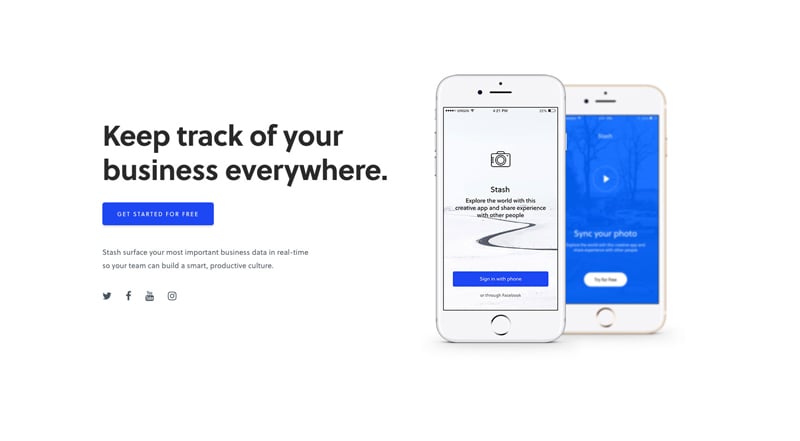 Keep track of your
business everywhere.
GET STARTED FOR FREE
Stash surface your most important business data in real-time
so your team can build a smart, productive culture.
VIRGIN
4:21 PM
22%
Stash
Explore the world with this
creative app and share experience
with other people
Sign in with phone
or through Facebook
Stash
Sync your photo
Explore the world with this creative app and
share experience with other people
Try for Free